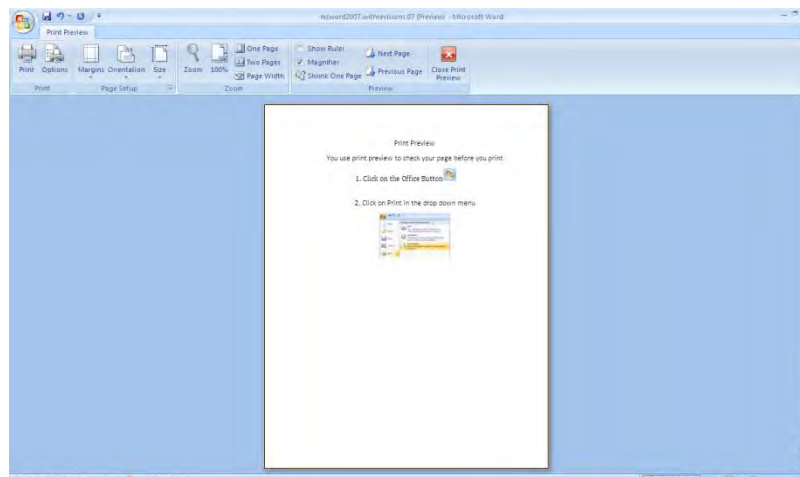 msword2007 withrevisions 07 (Preview) - Microsoft Word
Print Preview
Print
Options
Margins
Orientation
Size
Zoom
100%
One Page
Two Pages
Page Width
Show Ruler
Magnifier
Shrink One Page
Next Page
Previous Page
Close Print
Preview
Print
Page Setup
Zoom
Preview
Print Preview
You use print preview to check your page before you print
1. Click on the Office Button
2. Click on Print in the drop down menu